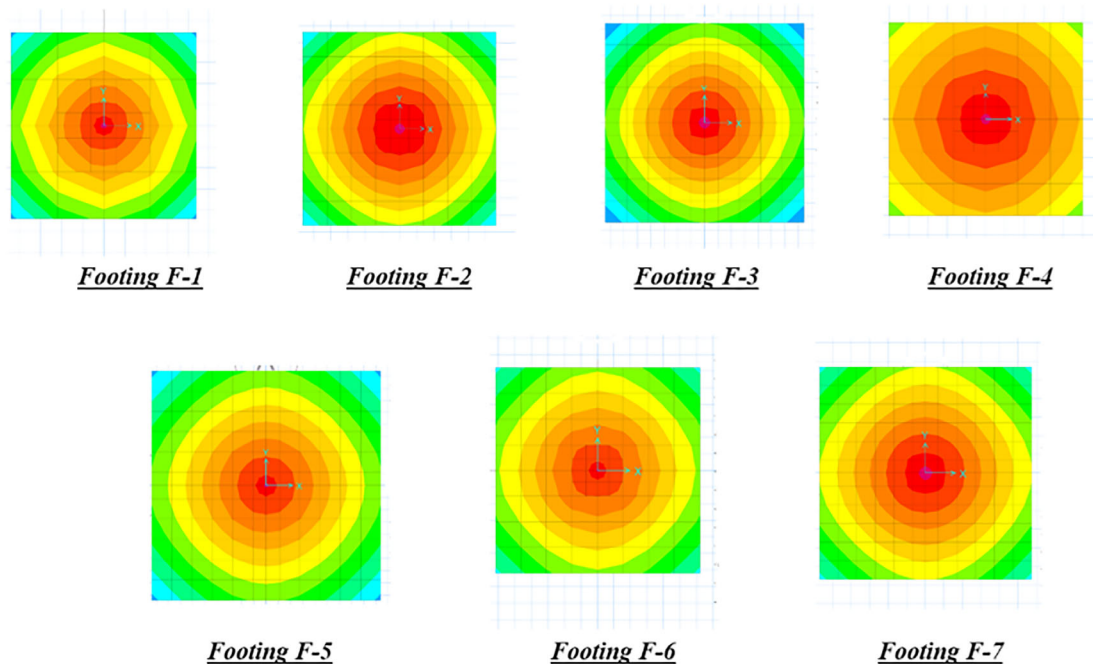 Y
X
Y
X
Y
X
Y
X
Footing F-1
Footing F-2
Footing F-3
Footing F-4
Y
X
Y
X
Y
X
Footing F-5
Footing F-6
Footing F-7